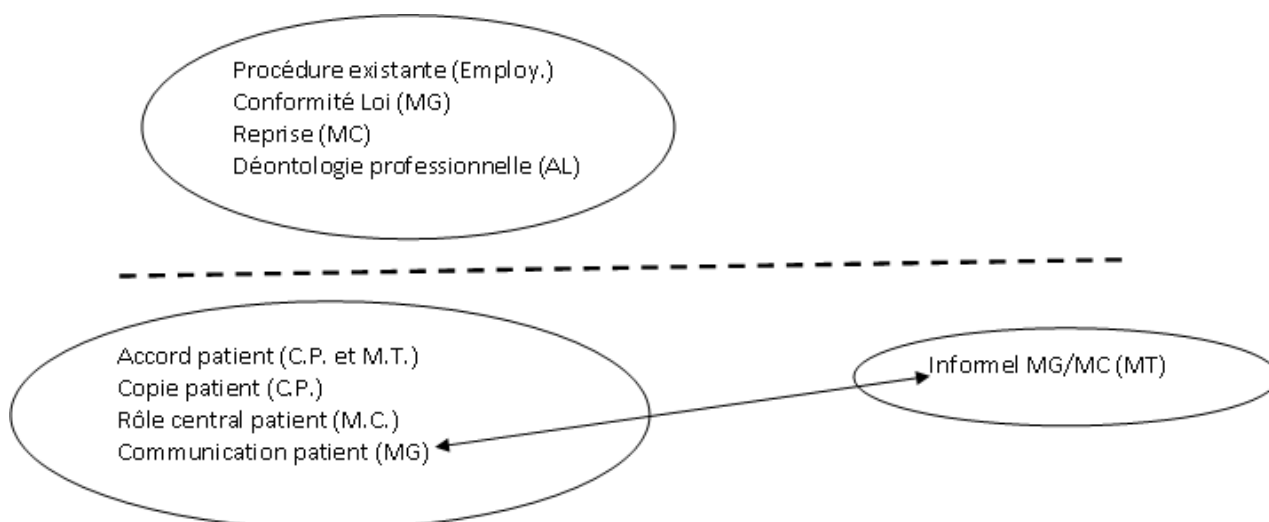 Procédure existante (Employ.)
Conformité Loi (MG)
Reprise (MC)
Déontologie professionnelle (AL)
Accord patient (C.P. et M.T.)
Copie patient (C.P.)
Rôle central patient (M.C.)
Communication patient (MG)
Informel MG/MC (MT)